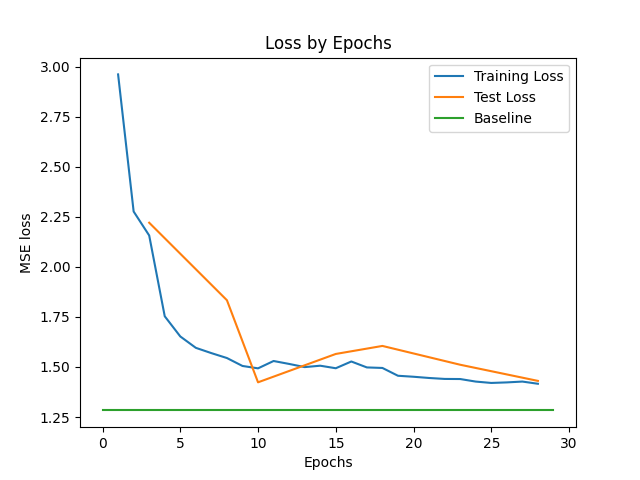 Loss by Epochs
MSE loss
3.00
2.75
2.50
2.25
2.00
1.75
1.50
1.25
Training Loss
Test Loss
Baseline
0 5 10 15 20 25 30
Epochs